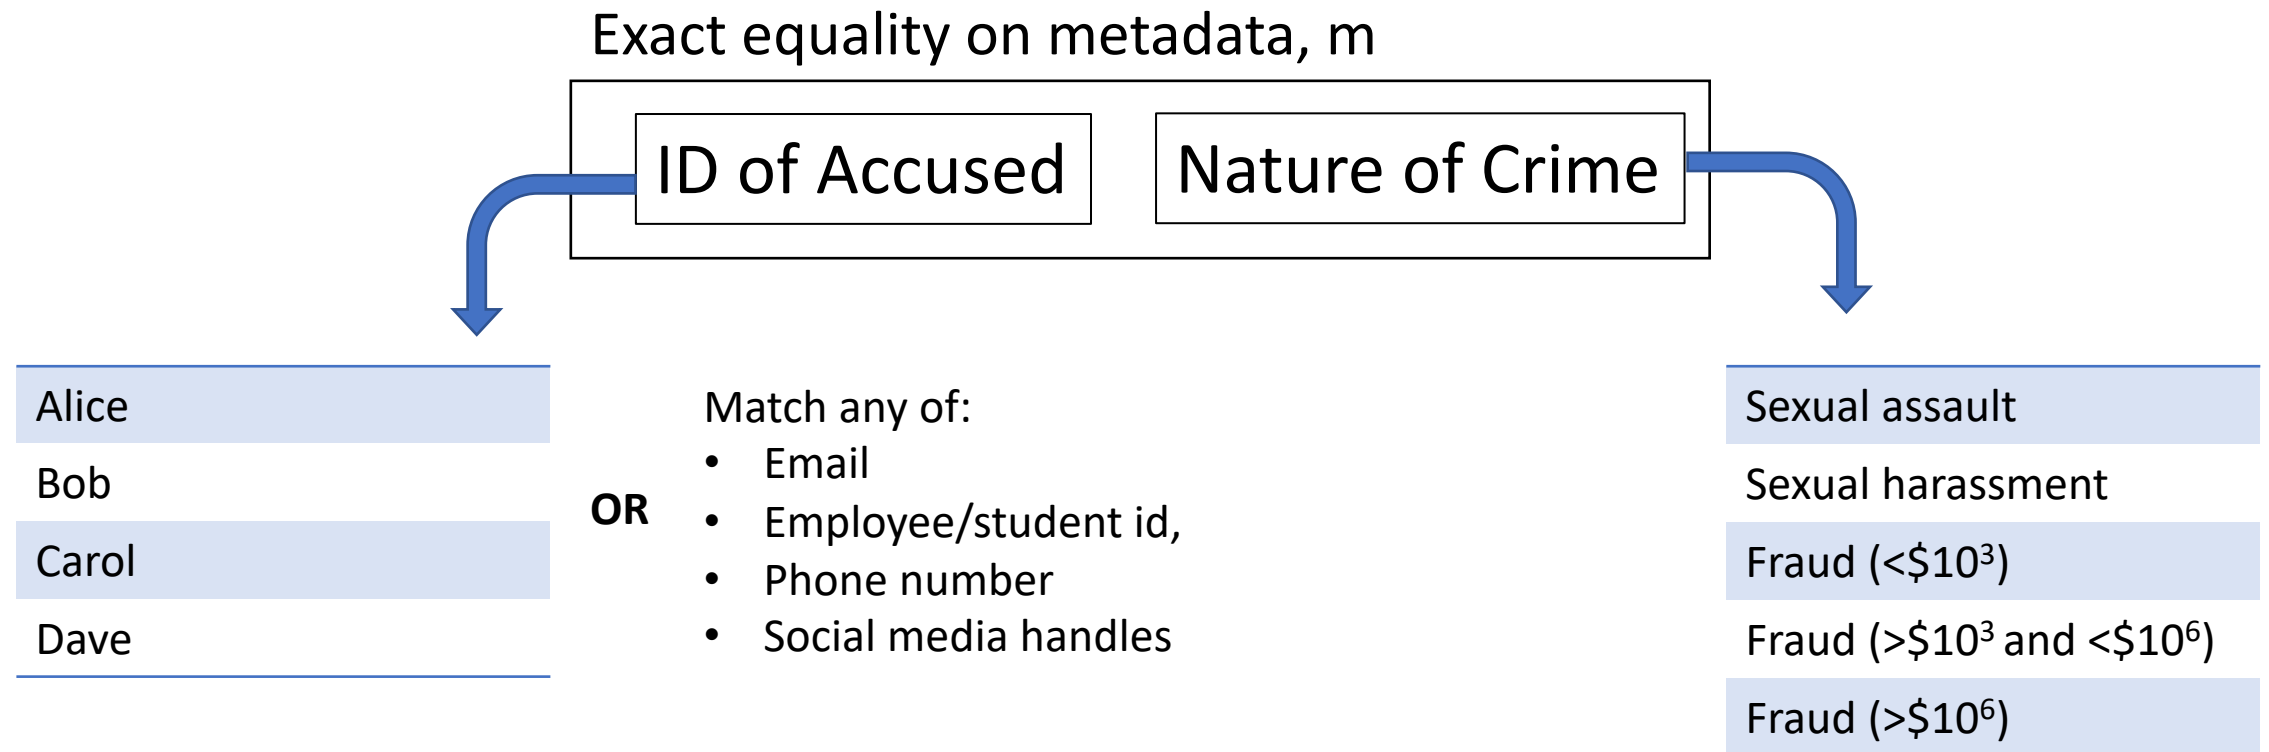 Exact equality on metadata, m
ID of Accused
Nature of Crime
Alice
Bob
Carol
Dave
OR
Match any of:
• Email
• Employee/student id,
• Phone number
• Social media handles
Sexual assault
Sexual harassment
Fraud (<$10³)
Fraud (>$10³ and <$10⁶)
Fraud (>$10⁶)